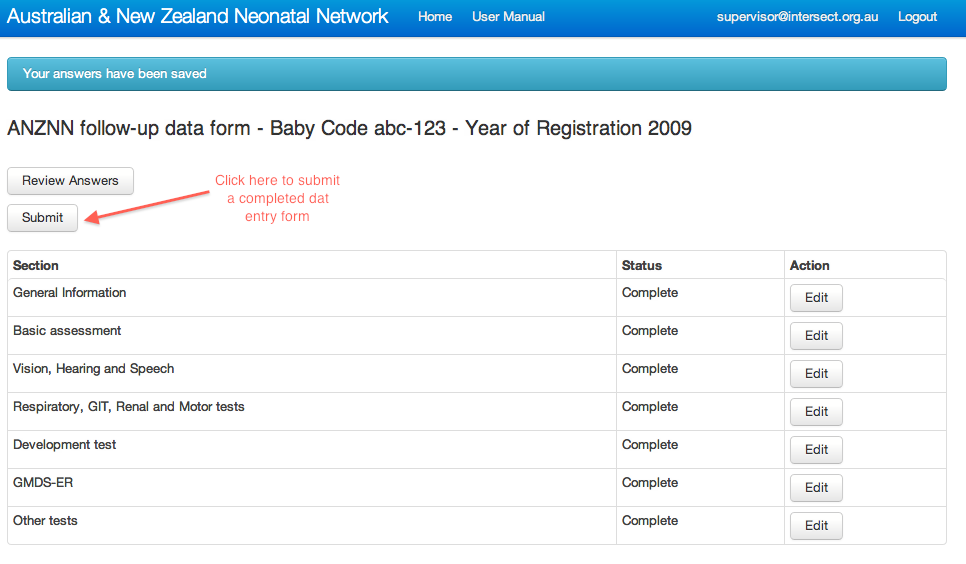 Australian & New Zealand Neonatal Network Home User Manual supervisor@intersect.org.au Logout
Your answers have been saved
ANZNN follow-up data form - Baby Code abc-123 - Year of Registration 2009
Review Answers
Click here to submit
a completed dat
entry form
Submit
Section Status Action
General Information Complete Edit
Basic assessment Complete Edit
Vision, Hearing and Speech Complete Edit
Respiratory, GIT, Renal and Motor tests Complete Edit
Development test Complete Edit
GMDS-ER Complete Edit
Other tests Complete Edit